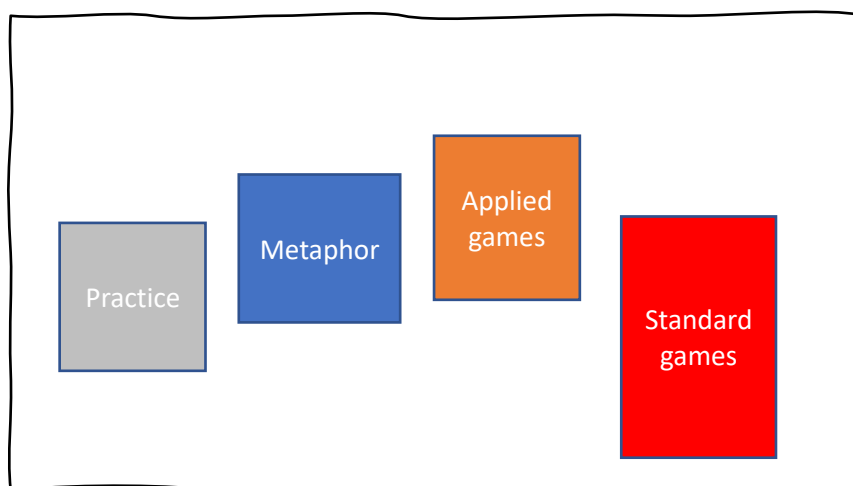 Practice
Metaphor
Applied
games
Standard
games